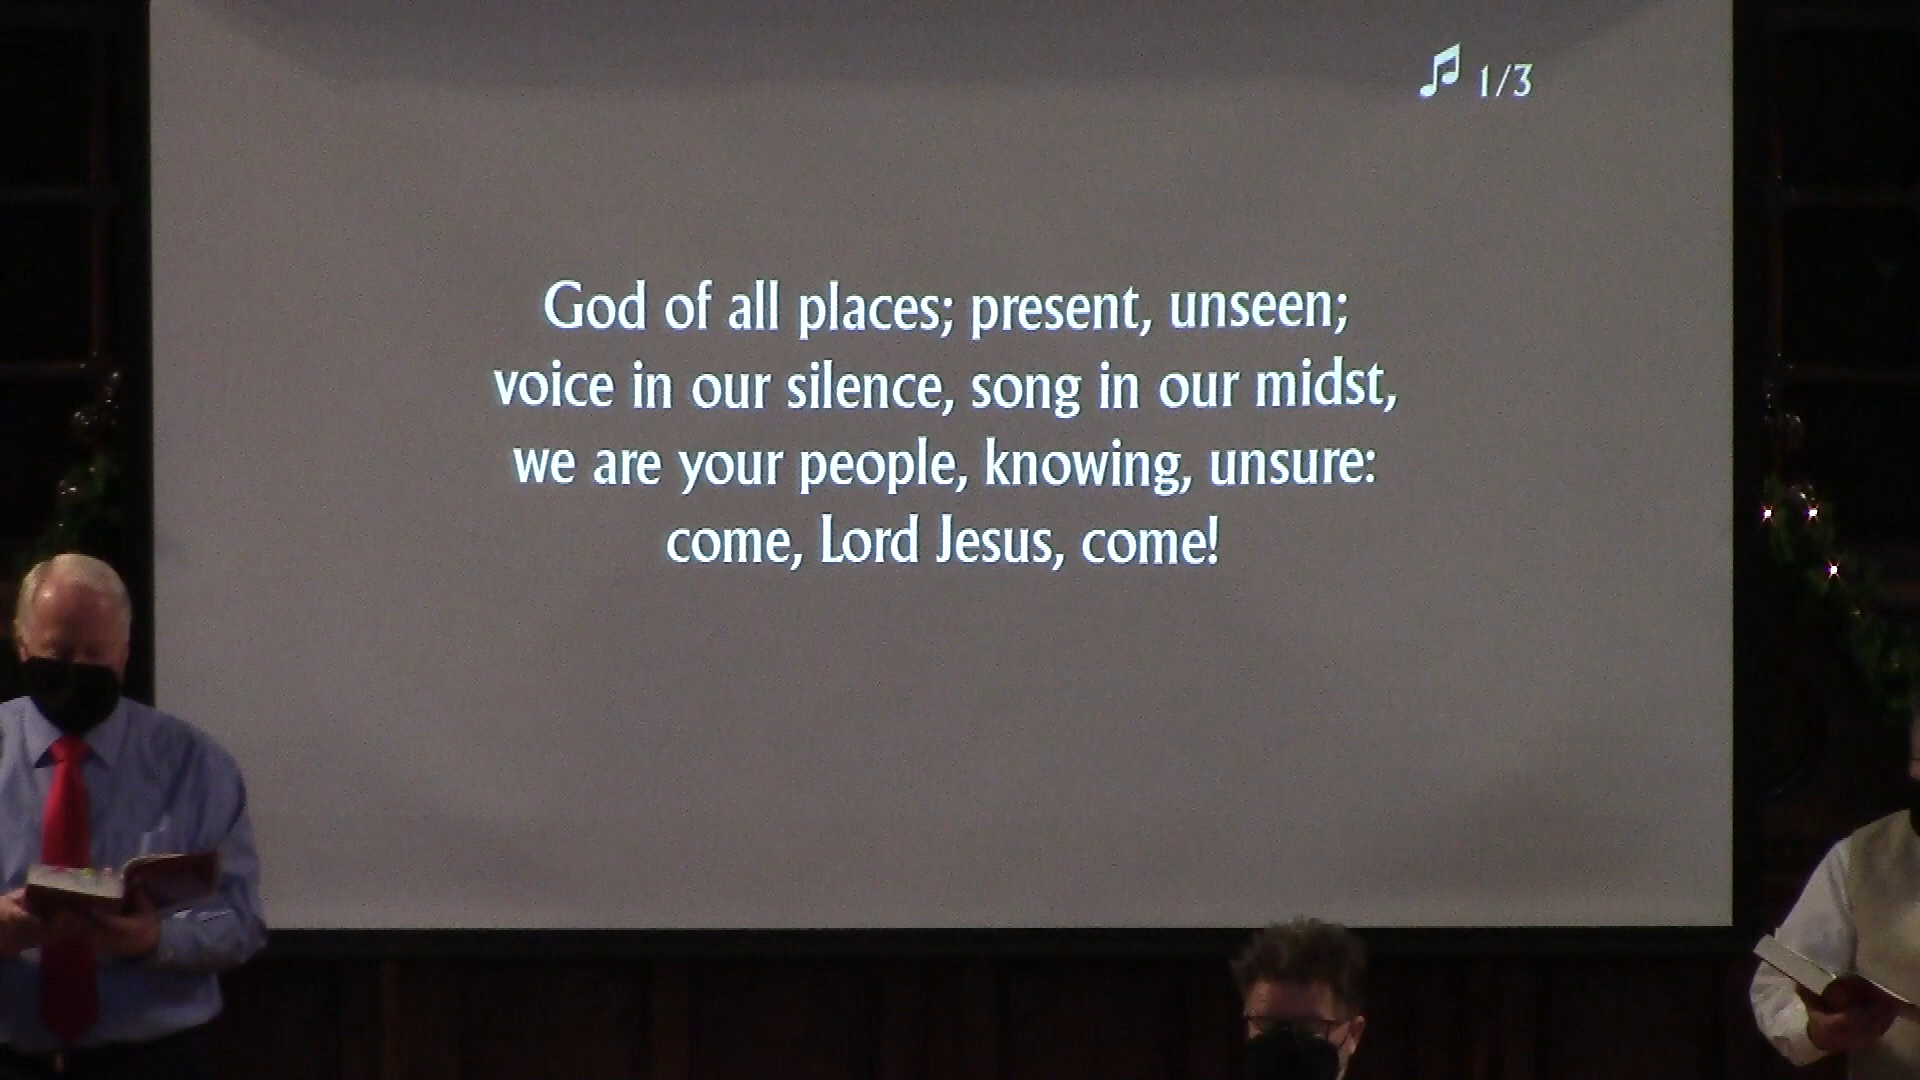 ♫ 1/3
God of all places; present, unseen;
voice in our silence, song in our midst,
we are your people, knowing, unsure:
come, Lord Jesus, come!